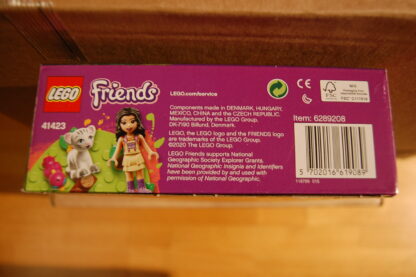 LEGO
Friends
41423
LEGO.com/service
Components made in DENMARK, HUNGARY,
MEXICO, CHINA and the CZECH REPUBLIC.
Manufactured by the LEGO Group.
DK-7190 Billund, Denmark.
LEGO, the LEGO logo and the FRIENDS logo
are trademarks of the LEGO Group.
©2020 The LEGO Group.
LEGO Friends supports National
Geographic Society Explorer Grants.
National Geographic Insignia and Identifiers
have been provided by and used with
permission of National Geographic.
CE
FSC
MIX
Item: 6289208
5 702016 619089